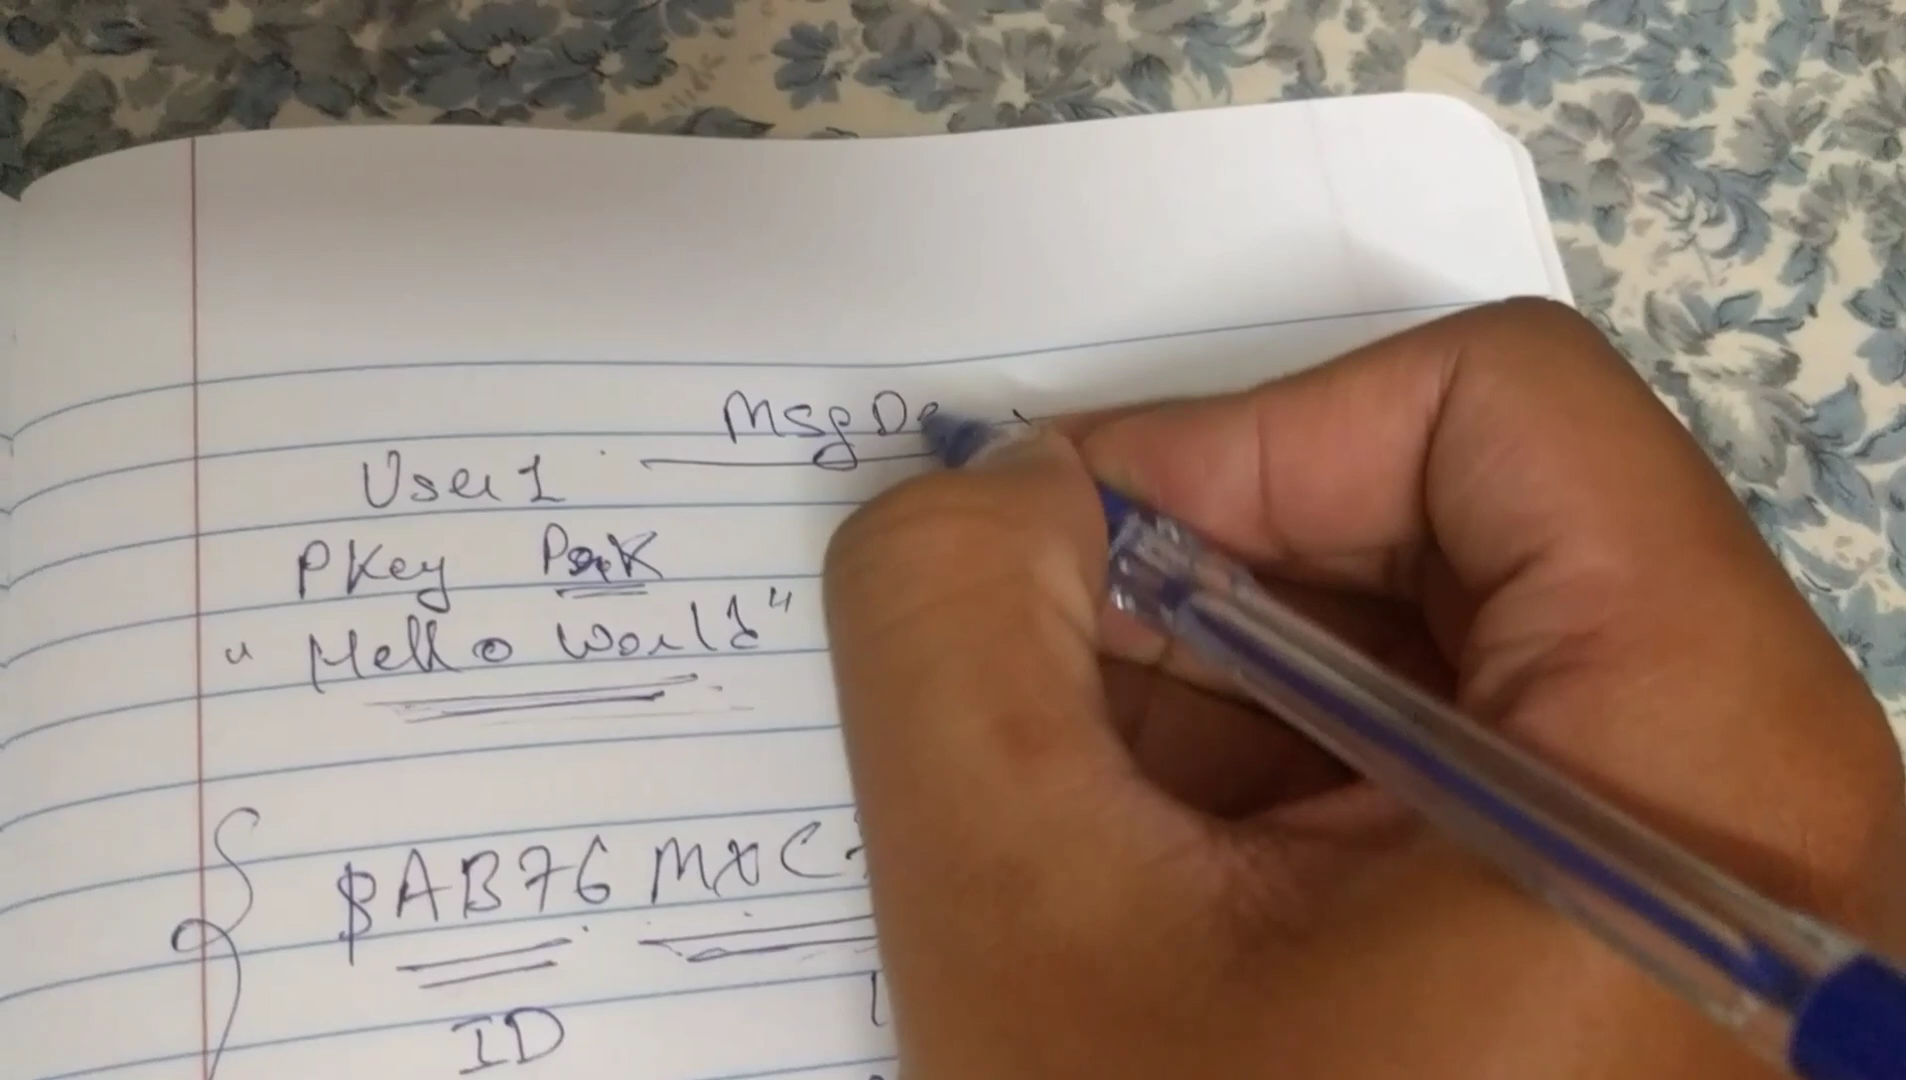 MsgDe
User1
PKey
" Hello World "
$AB76 MXC
ID